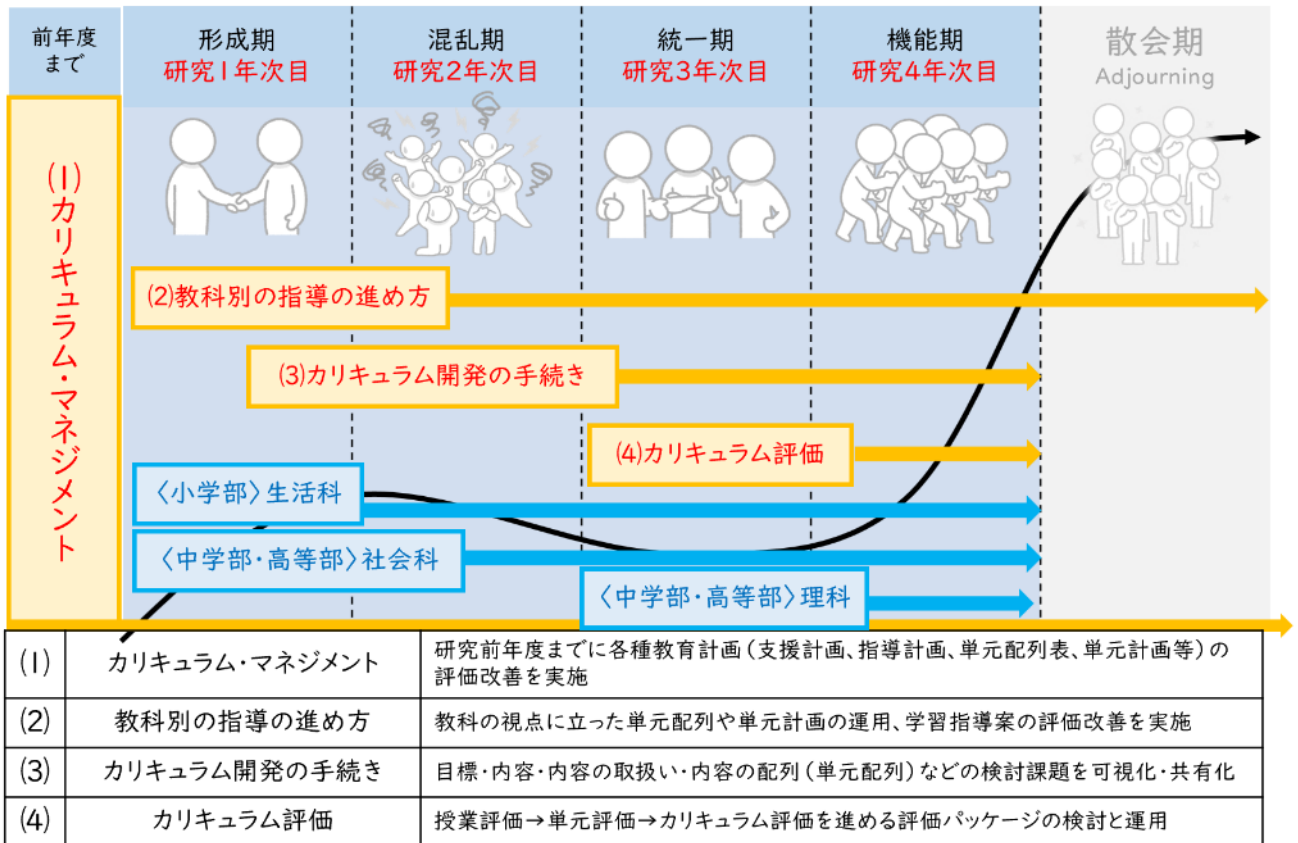 前年度
まで
形成期
研究1年次目
混乱期
研究2年次目
統一期
研究3年次目
機能期
研究4年次目
散会期
Adjourning
(1)カリキュラム・マネジメント
(2)教科別の指導の進め方
(3)カリキュラム開発の手続き
(4)カリキュラム評価
〈小学部〉生活科
〈中学部・高等部〉社会科
〈中学部・高等部〉理科
(1) カリキュラム・マネジメント 研究前年度までに各種教育計画(支援計画、指導計画、単元配列表、単元計画等)の
評価改善を実施
(2) 教科別の指導の進め方 教科の視点に立った単元配列や単元計画の運用、学習指導案の評価改善を実施
(3) カリキュラム開発の手続き 目標・内容・内容の取扱い・内容の配列(単元配列)などの検討課題を可視化・共有化
(4) カリキュラム評価 授業評価→単元評価→カリキュラム評価を進める評価パッケージの検討と運用